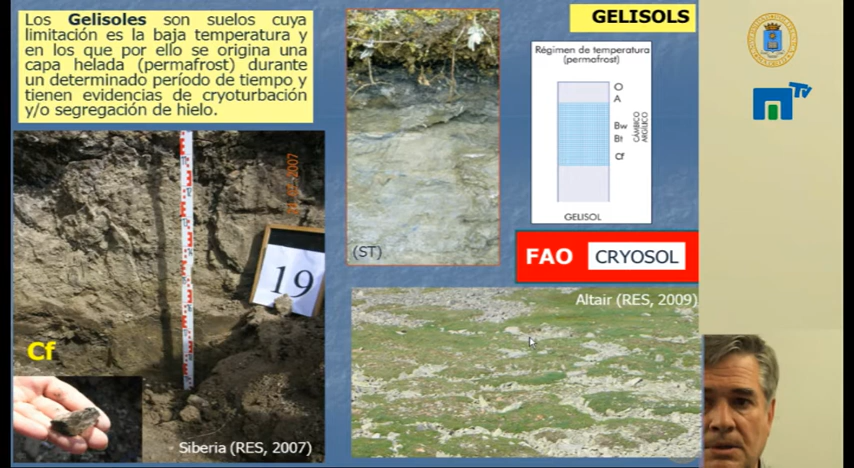 Los Gelisoles son suelos cuya
limitación es la baja temperatura y
en los que por ello se origina una
capa helada (permafrost) durante
un determinado período de tiempo y
tienen evidencias de cryoturbación
y/o segregación de hielo.
GELISOLS
Régimen de temperatura
(permafrost)
O
A
Bw
Bt
Cf
CÁMBICO
ARGÍLICO
GELISOL
(ST)
FAO CRYOSOL
19
Cf
Siberia (RES, 2007)
Altair (RES, 2009)
Tv